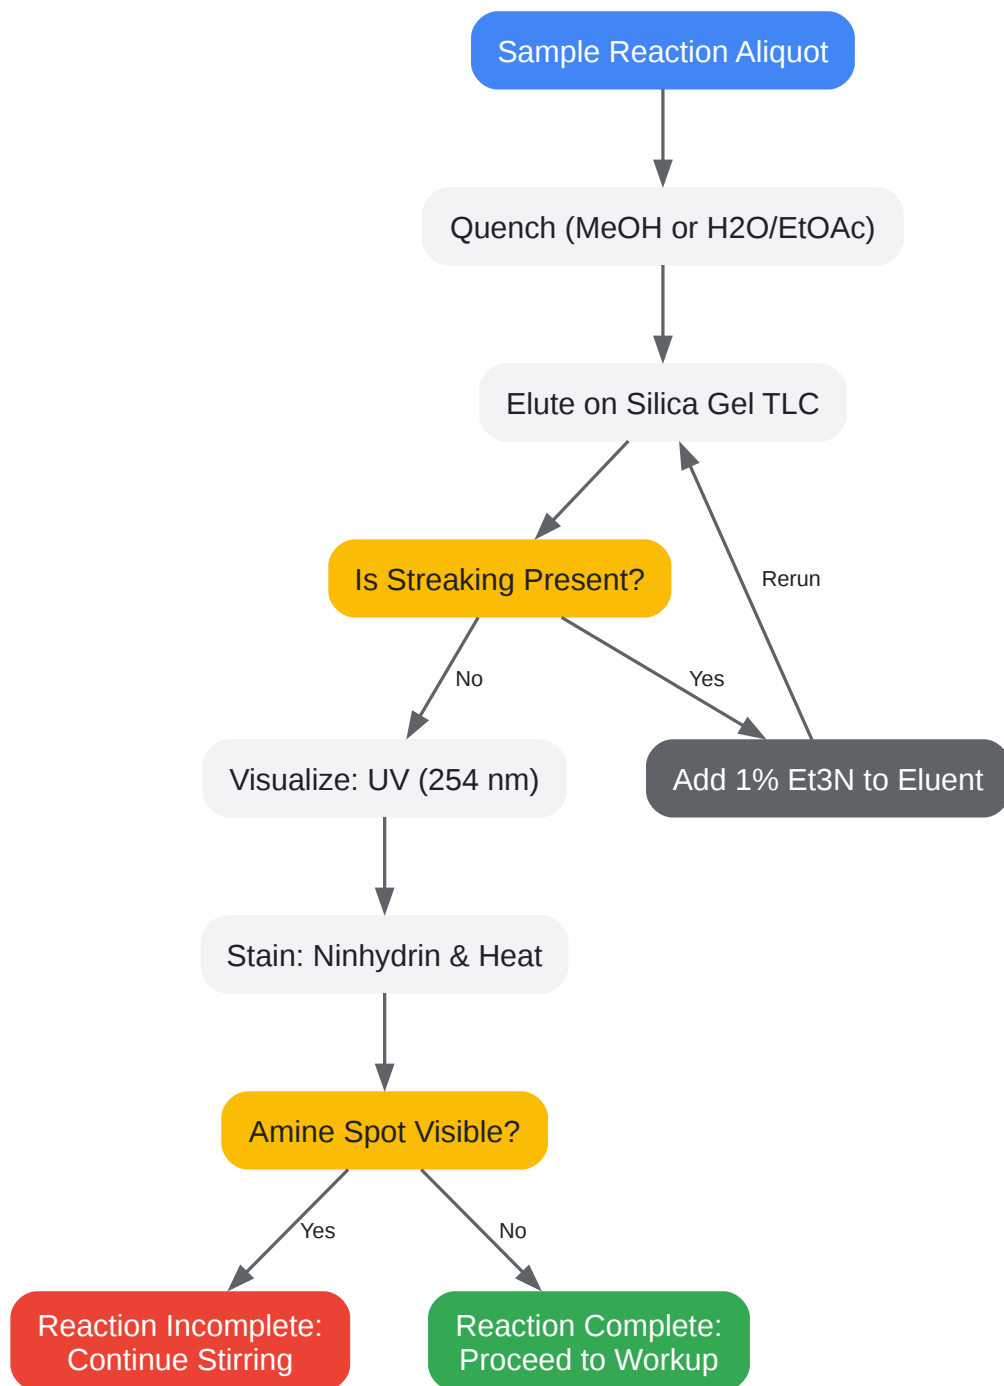 Sample Reaction Aliquot
Quench (MeOH or H2O/EtOAc)
Elute on Silica Gel TLC
Is Streaking Present?
Rerun
No
Yes
Visualize: UV (254 nm)
Add 1% Et3N to Eluent
Stain: Ninhydrin & Heat
Amine Spot Visible?
Yes
No
Reaction Incomplete:
Continue Stirring
Reaction Complete:
Proceed to Workup